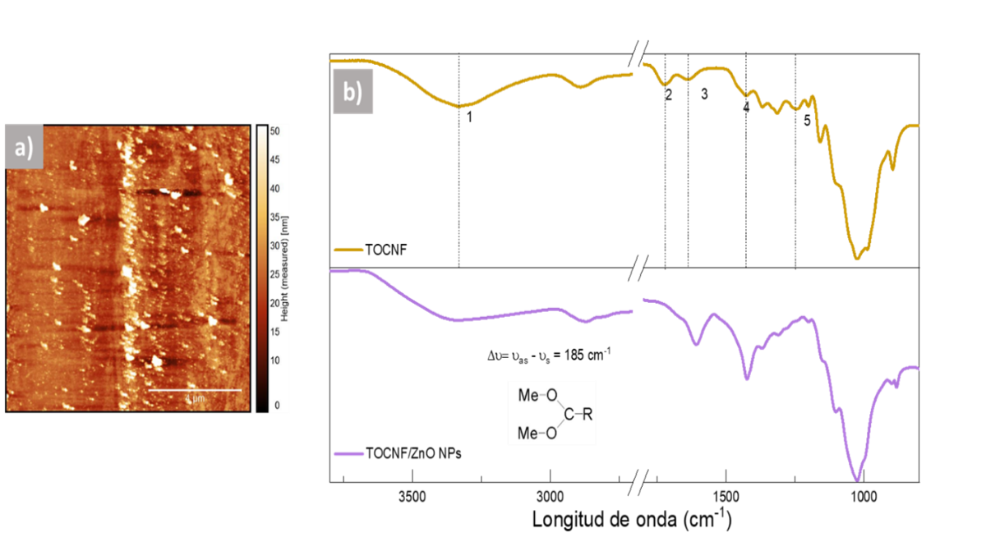 a)
50
45
40
35
30
25
20
15
10
0
Height (measured) [nm]
4 µm
b)
1
2
3
4
5
TOCNF
Δυ= υas - υs = 185 cm-1
Me-O
C-R
Me-O
TOCNF/ZnO NPs
3500
3000
1500
1000
Longitud de onda (cm-1)